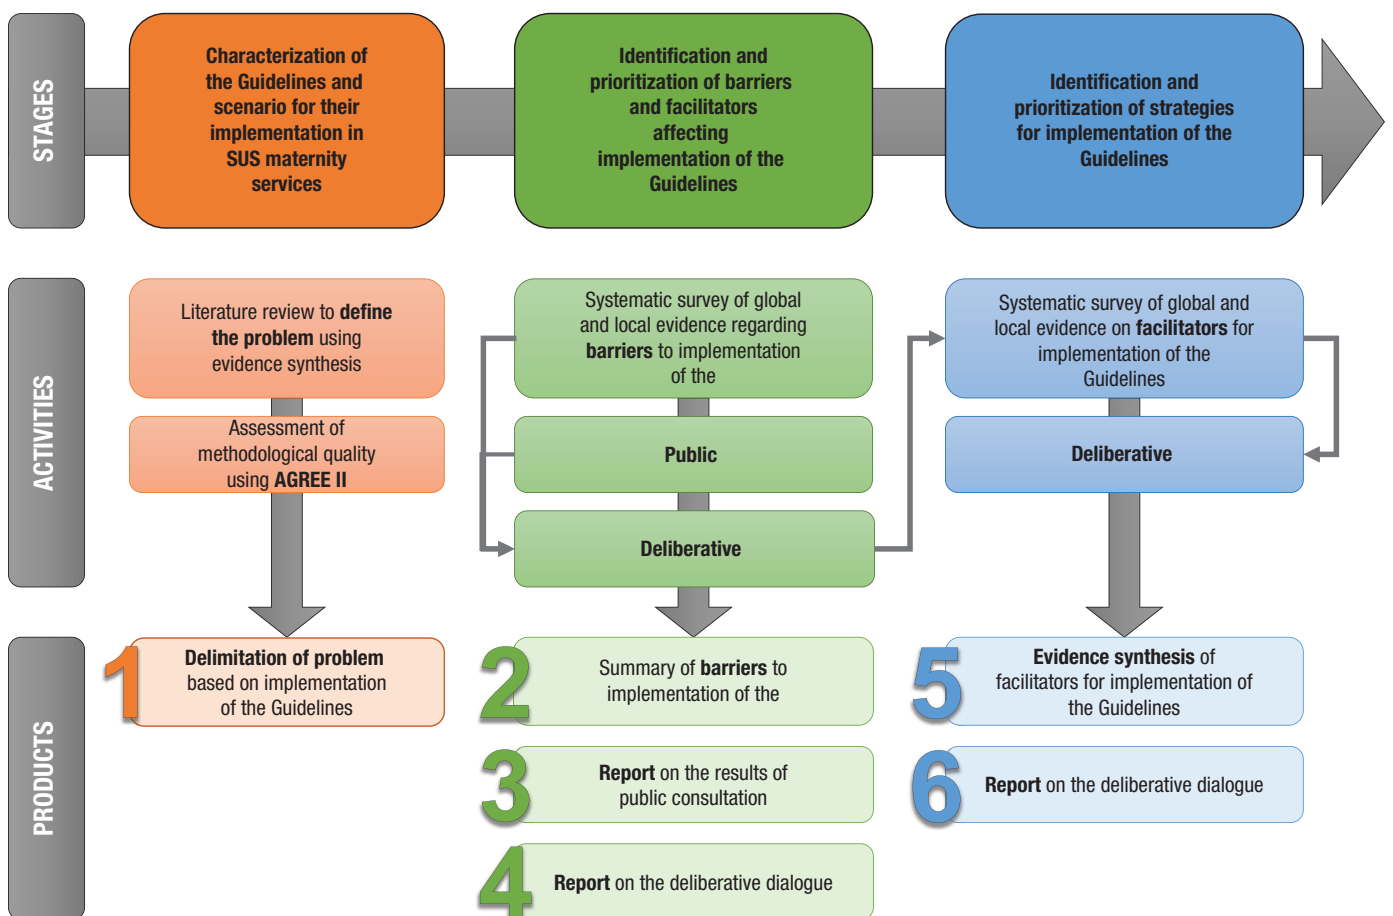 STAGES
Characterization of
the Guidelines and
scenario for their
implementation in
SUS maternity
services
Identification and
prioritization of barriers
and facilitators
affecting
implementation of the
Guidelines
Identification and
prioritization of strategies
for implementation of the
Guidelines
ACTIVITIES
Literature review to define
the problem using
evidence synthesis
Assessment of
methodological quality
using AGREE II
Systematic survey of global
and local evidence regarding
barriers to implementation
of the
Public
Deliberative
Systematic survey of global and
local evidence on facilitators for
implementation of the
Guidelines
Deliberative
PRODUCTS
1
Delimitation of problem
based on implementation
of the Guidelines
2
Summary of barriers to
implementation of the
3
Report on the results of
public consultation
4
Report on the deliberative dialogue
5
Evidence synthesis of
facilitators for implementation of
the Guidelines
6
Report on the deliberative dialogue